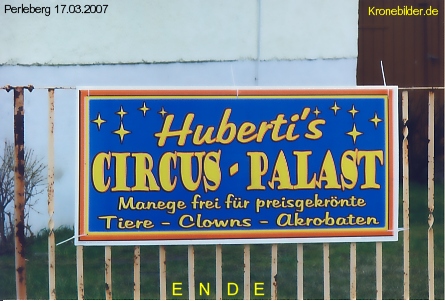 Perleberg 17.03.2007
Kronebilder.de
Huberti's
CIRCUS - PALAST
Manege frei für preisgekrönte
Tiere - Clowns - Akrobaten
E N D E